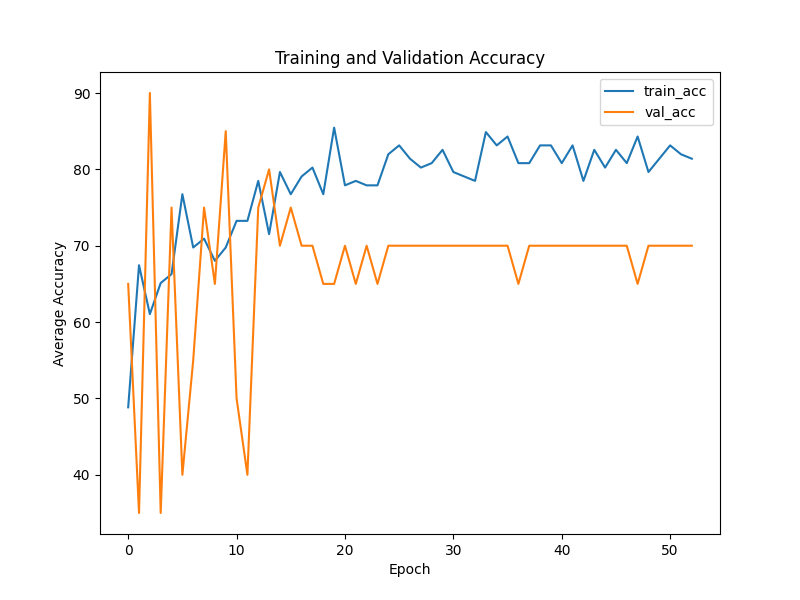 Training and Validation Accuracy
train_acc
val_acc
90
80
70
60
50
40
Average Accuracy
0 10 20 30 40 50
Epoch